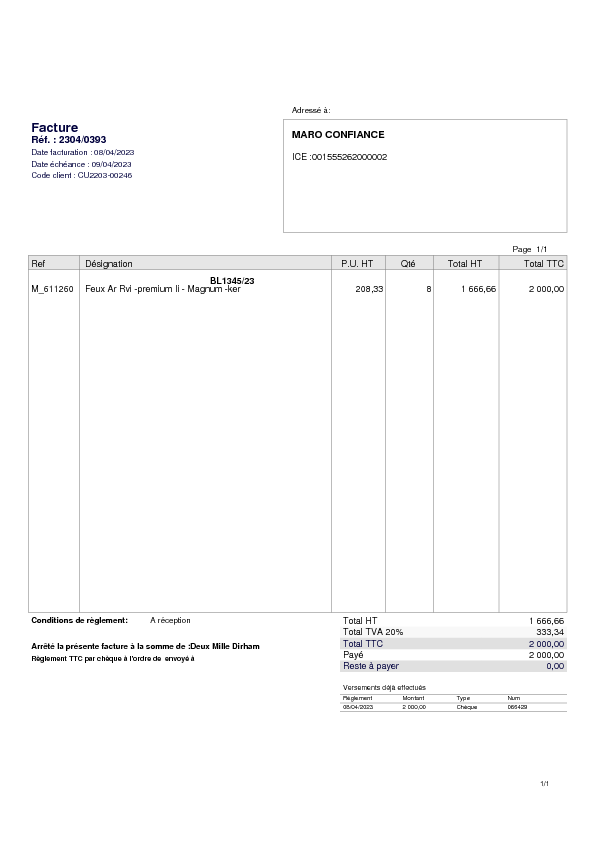 Adressé à:
Facture
Réf. : 2304/0393
Date facturation : 08/04/2023
Date échéance : 09/04/2023
Code client : CU2203-00246
MARO CONFIANCE
ICE :001555262000002
Page 1/1
Ref Désignation P.U. HT Qté Total HT Total TTC
BL1345/23
M_611260 Feux Ar Rvi -premium Ii - Magnum -ker 208,33 8 1 666,66 2 000,00
Conditions de règlement: A réception
Arrêté la présente facture à la somme de :Deux Mille Dirham
Règlement TTC par chèque à l'ordre de envoyé à
Total HT 1 666,66
Total TVA 20% 333,34
Total TTC 2 000,00
Payé 2 000,00
Reste à payer 0,00
Versements déjà effectués
Règlement Montant Type Num
08/04/2023 2 000,00 Chèque 066429
1/1